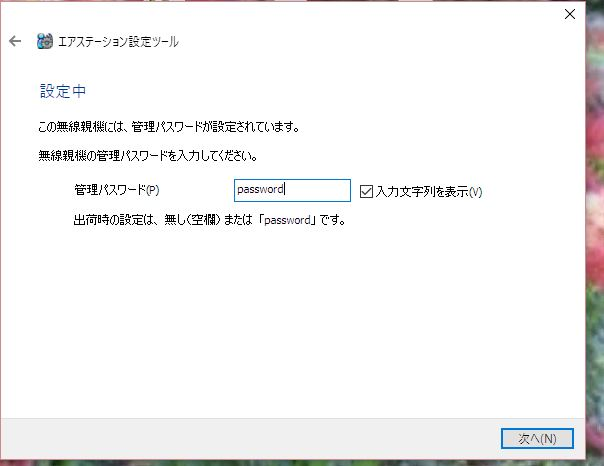 エアステーション設定ツール
設定中
この無線親機には、管理パスワードが設定されています。
無線親機の管理パスワードを入力してください。
管理パスワード(P) password 入力文字列を表示(V)
出荷時の設定は、無し(空欄)または「password」です。
次へ(N)